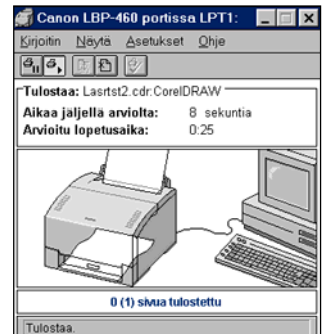 Canon LBP-460 portissa LPT1:
Kirjoitin Näytä Asetukset Ohje
Tulostaa: Lasrtst2.cdr:CorelDRAW
Aikaa jäljellä arviolta: 8 sekuntia
Arvioitu lopetusaika: 0:25
0 (1) sivua tulostettu
Tulostaa.